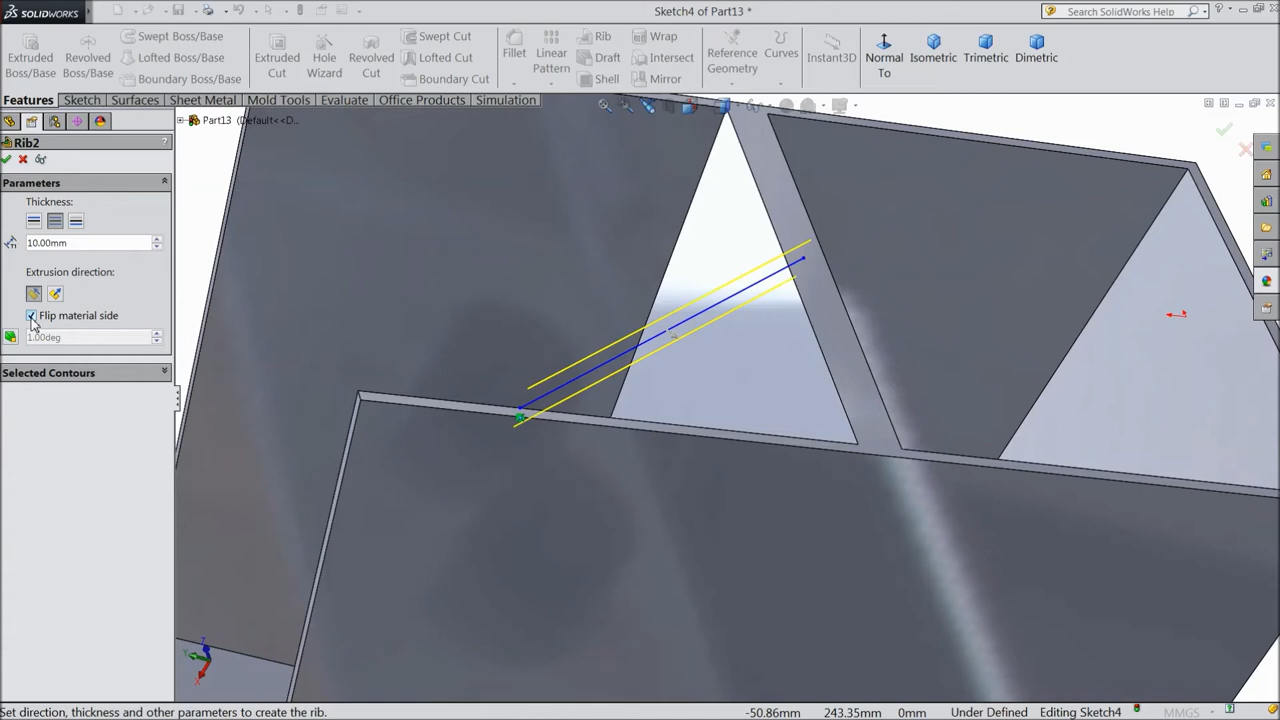 SOLIDWORKS
Sketch4 of Part13 *
Search SolidWorks Help
Extruded Boss/Base
Revolved Boss/Base
Swept Boss/Base
Lofted Boss/Base
Boundary Boss/Base
Extruded Cut
Hole Wizard
Revolved Cut
Swept Cut
Lofted Cut
Boundary Cut
Fillet
Linear Pattern
Rib
Draft
Shell
Wrap
Intersect
Mirror
Reference Geometry
Curves
Instant3D
Normal To
Isometric
Trimetric
Dimetric
Features
Sketch
Surfaces
Sheet Metal
Mold Tools
Evaluate
Office Products
Simulation
Part13 (Default<<D...
Rib2
?
Parameters
Thickness:
10.00mm
Extrusion direction:
Flip material side
1.00deg
Selected Contours
Z
Y
X
Set direction, thickness and other parameters to create the rib.
-50.86mm
243.35mm
0mm
Under Defined
Editing Sketch4
MMGS